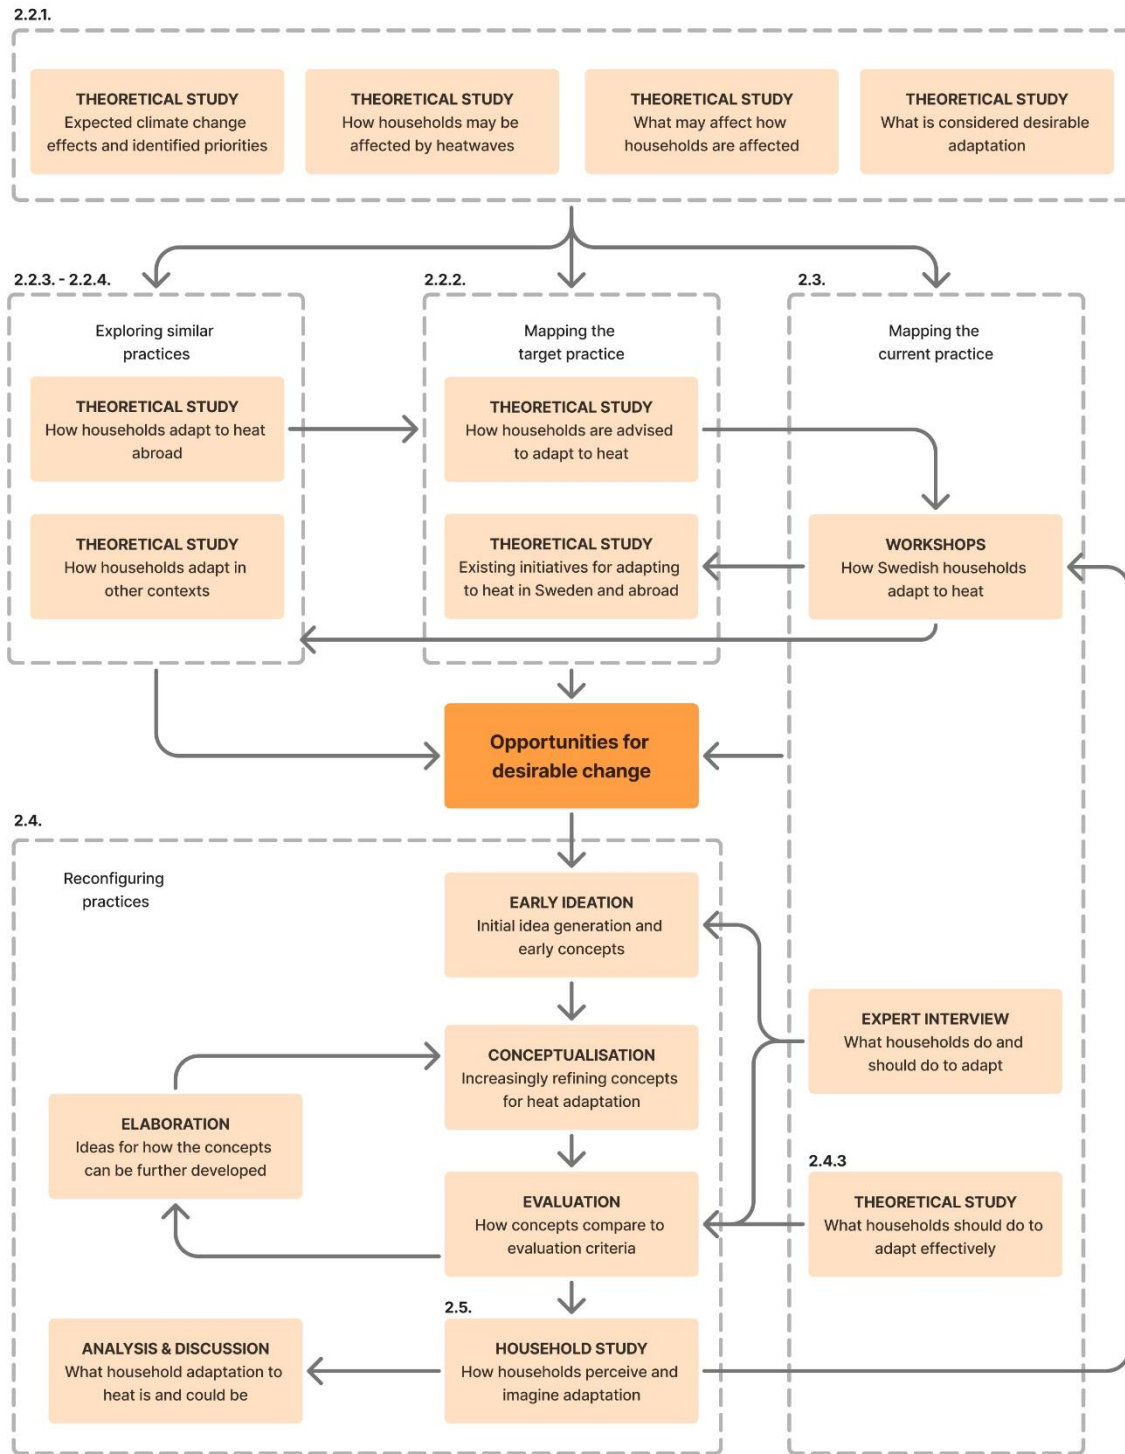 2.2.1.
THEORETICAL STUDY
Expected climate change
effects and identified priorities
THEORETICAL STUDY
How households may be
affected by heatwaves
THEORETICAL STUDY
What may affect how
households are affected
THEORETICAL STUDY
What is considered desirable
adaptation
2.2.3. - 2.2.4.
Exploring similar
practices
THEORETICAL STUDY
How households adapt to heat
abroad
THEORETICAL STUDY
How households adapt in
other contexts
2.2.2.
Mapping the
target practice
THEORETICAL STUDY
How households are advised
to adapt to heat
THEORETICAL STUDY
Existing initiatives for adapting
to heat in Sweden and abroad
2.3.
Mapping the
current practice
WORKSHOPS
How Swedish households
adapt to heat
Opportunities for
desirable change
2.4.
Reconfiguring
practices
EARLY IDEATION
Initial idea generation and
early concepts
CONCEPTUALISATION
Increasingly refining concepts
for heat adaptation
ELABORATION
Ideas for how the concepts
can be further developed
EVALUATION
How concepts compare to
evaluation criteria
EXPERT INTERVIEW
What households do and
should do to adapt
2.4.3
THEORETICAL STUDY
What households should do to
adapt effectively
2.5.
HOUSEHOLD STUDY
How households perceive and
imagine adaptation
ANALYSIS & DISCUSSION
What household adaptation to
heat is and could be